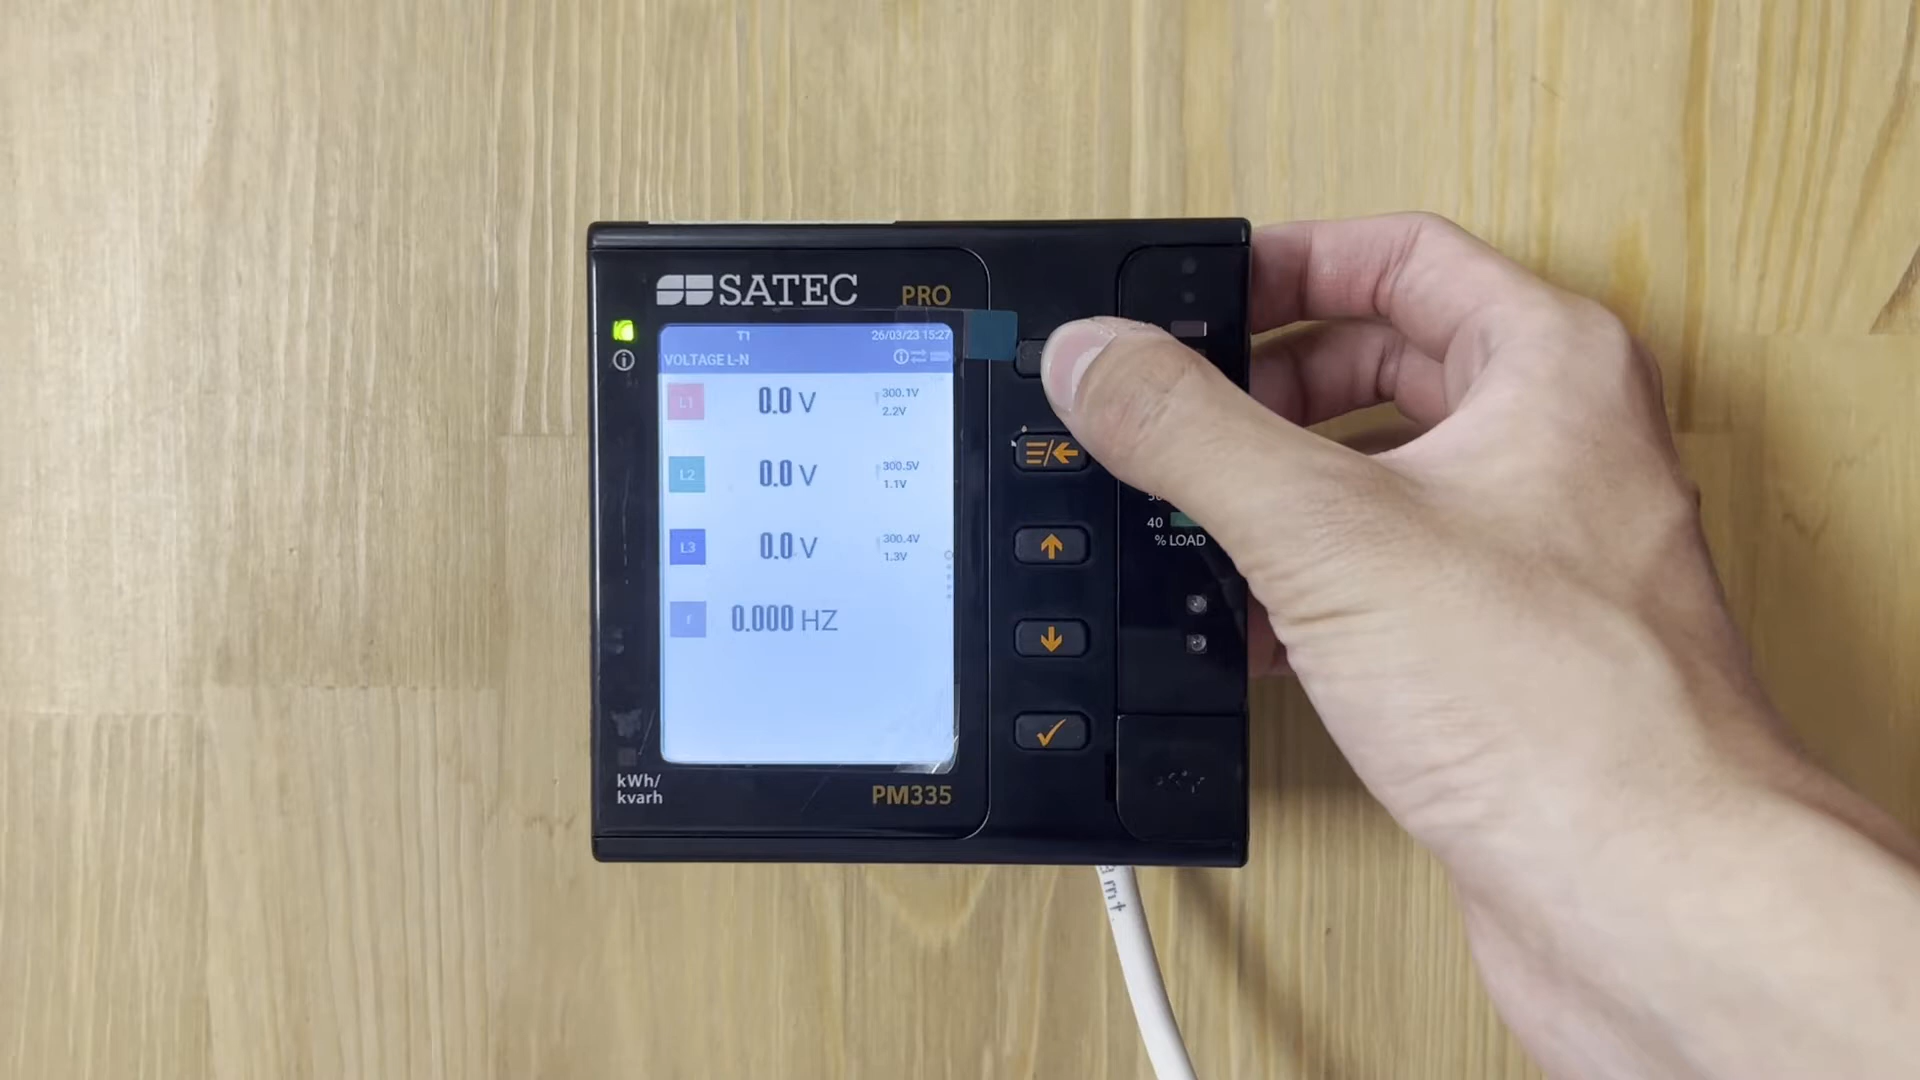 SATEC
PRO
T1 26/03/23 15:27
VOLTAGE L-N
L1 0.0 V 300.1V
2.2V
L2 0.0 V 300.5V
1.1V
L3 0.0 V 300.4V
1.3V
f 0.000 HZ
40
% LOAD
kWh/
kvarh
PM335